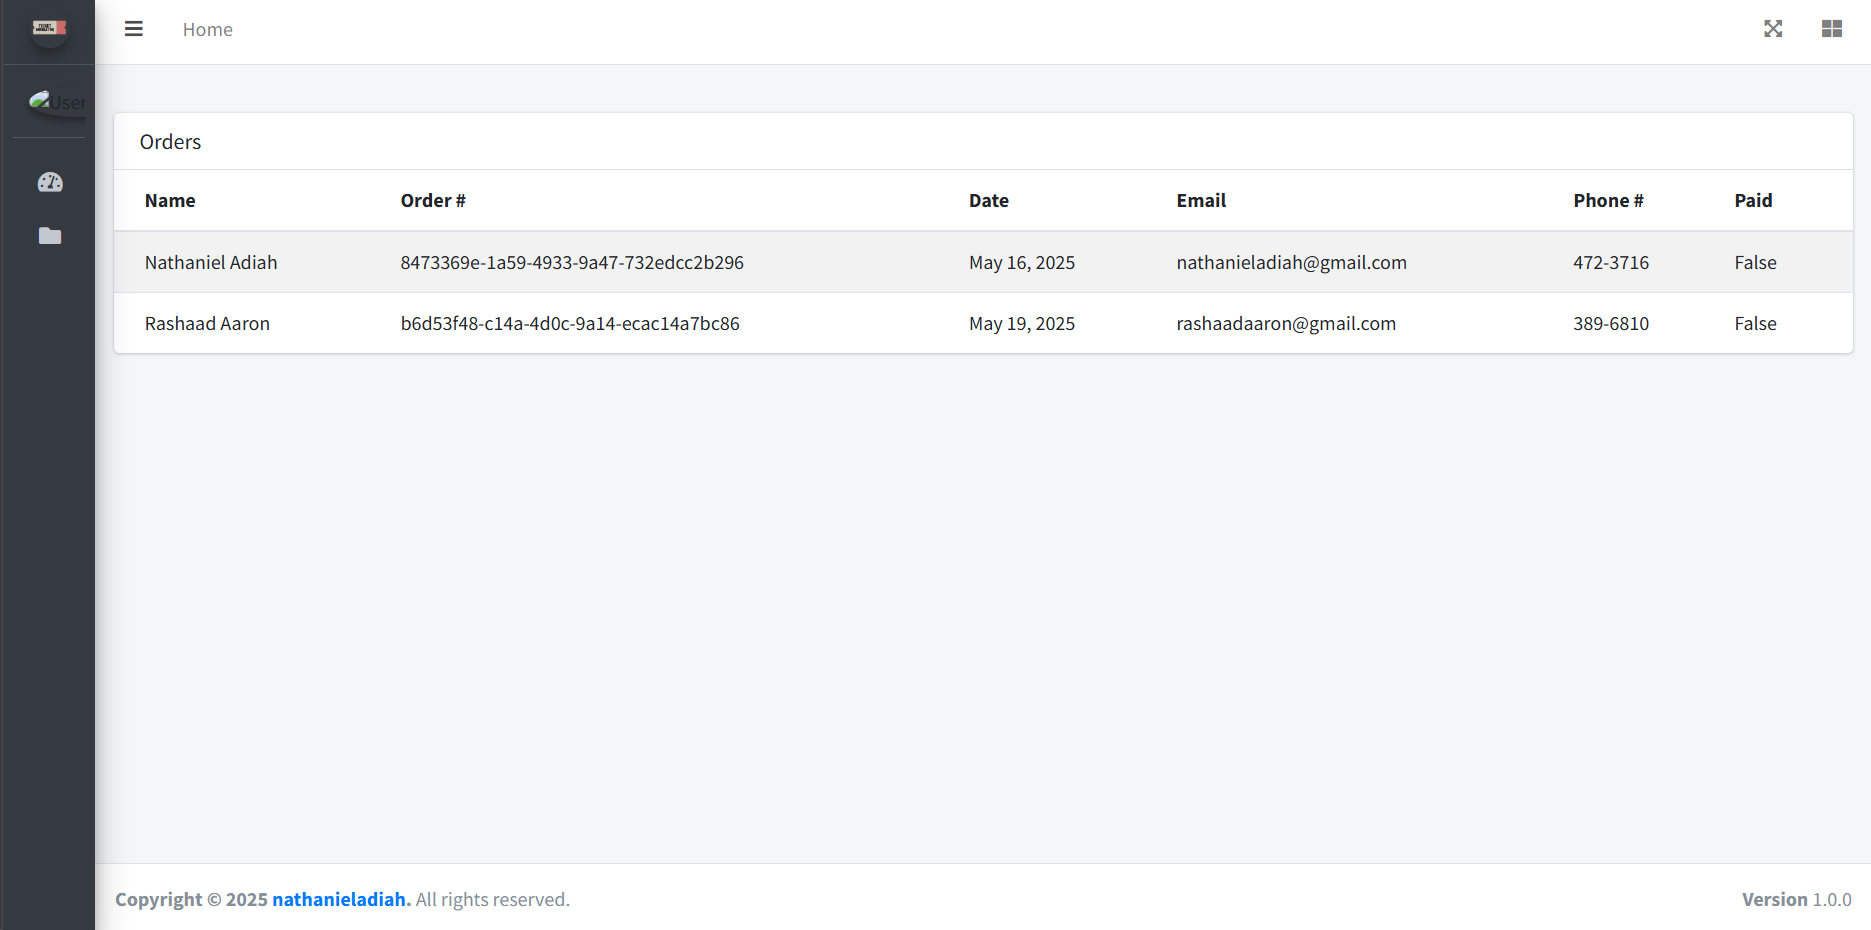 Home
User
Orders
Name Order # Date Email Phone # Paid
Nathaniel Adiah 8473369e-1a59-4933-9a47-732edcc2b296 May 16, 2025 nathanieladiah@gmail.com 472-3716 False
Rashaad Aaron b6d53f48-c14a-4d0c-9a14-ecac14a7bc86 May 19, 2025 rashaadaaron@gmail.com 389-6810 False
Copyright © 2025 nathanieladiah. All rights reserved. Version 1.0.0